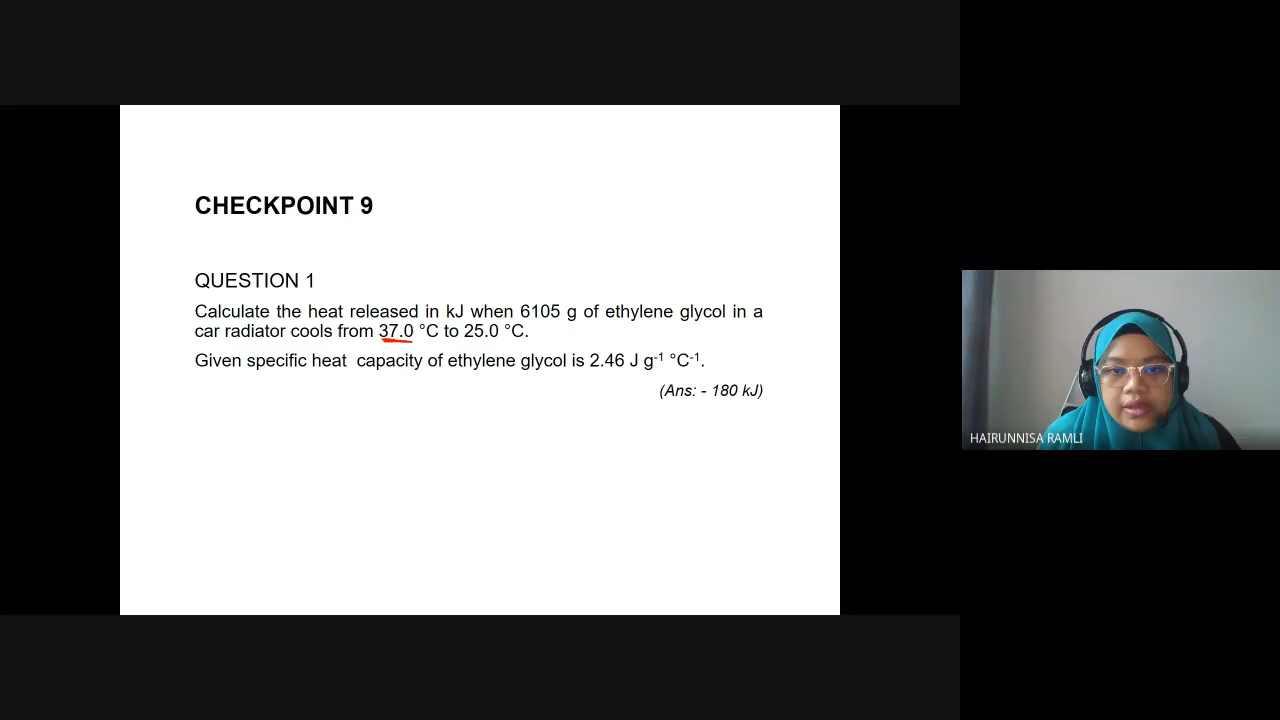 CHECKPOINT 9
QUESTION 1
Calculate the heat released in kJ when 6105 g of ethylene glycol in a
car radiator cools from 37.0 °C to 25.0 °C.
Given specific heat capacity of ethylene glycol is 2.46 J g⁻¹ °C⁻¹.
(Ans: - 180 kJ)
HAIRUNNISA RAMLI